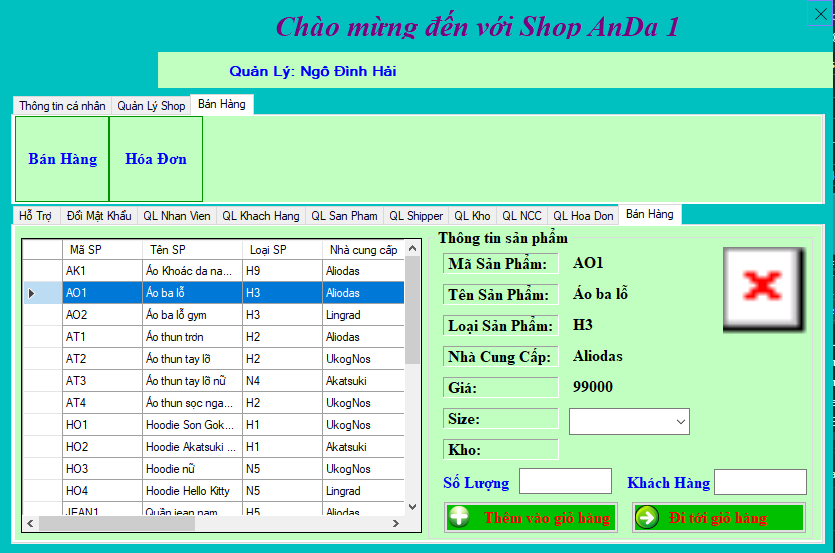 Chào mừng đến với Shop AnDa 1
Quản Lý: Ngô Đình Hải
Thông tin cá nhân Quản Lý Shop Bán Hàng
Bán Hàng Hóa Đơn
Hỗ Trợ Đổi Mật Khẩu QL Nhan Vien QL Khach Hang QL San Pham QL Shipper QL Kho QL NCC QL Hoa Don Bán Hàng
Mã SP Tên SP Loại SP Nhà cung cấp
AK1 Áo Khoác da na... H9 Aliodas
AO1 Áo ba lỗ H3 Aliodas
AO2 Áo ba lỗ gym H3 Lingrad
AT1 Áo thun trơn H2 Aliodas
AT2 Áo thun tay lỡ H2 UkogNos
AT3 Áo thun tay lỡ nữ N4 Akatsuki
AT4 Áo thun sọc nga... H2 UkogNos
HO1 Hoodie Son Gok... H1 UkogNos
HO2 Hoodie Akatsuki ... H1 Akatsuki
HO3 Hoodie nữ N5 UkogNos
HO4 Hoodie Hello Kitty N5 Lingrad
JEAN1 Quần jean nam H5 Aliodas
Thông tin sản phẩm
Mã Sản Phẩm: AO1
Tên Sản Phẩm: Áo ba lỗ
Loại Sản Phẩm: H3
Nhà Cung Cấp: Aliodas
Giá: 99000
Size:
Kho:
Số Lượng Khách Hàng
Thêm vào giỏ hàng Đi tới giỏ hàng